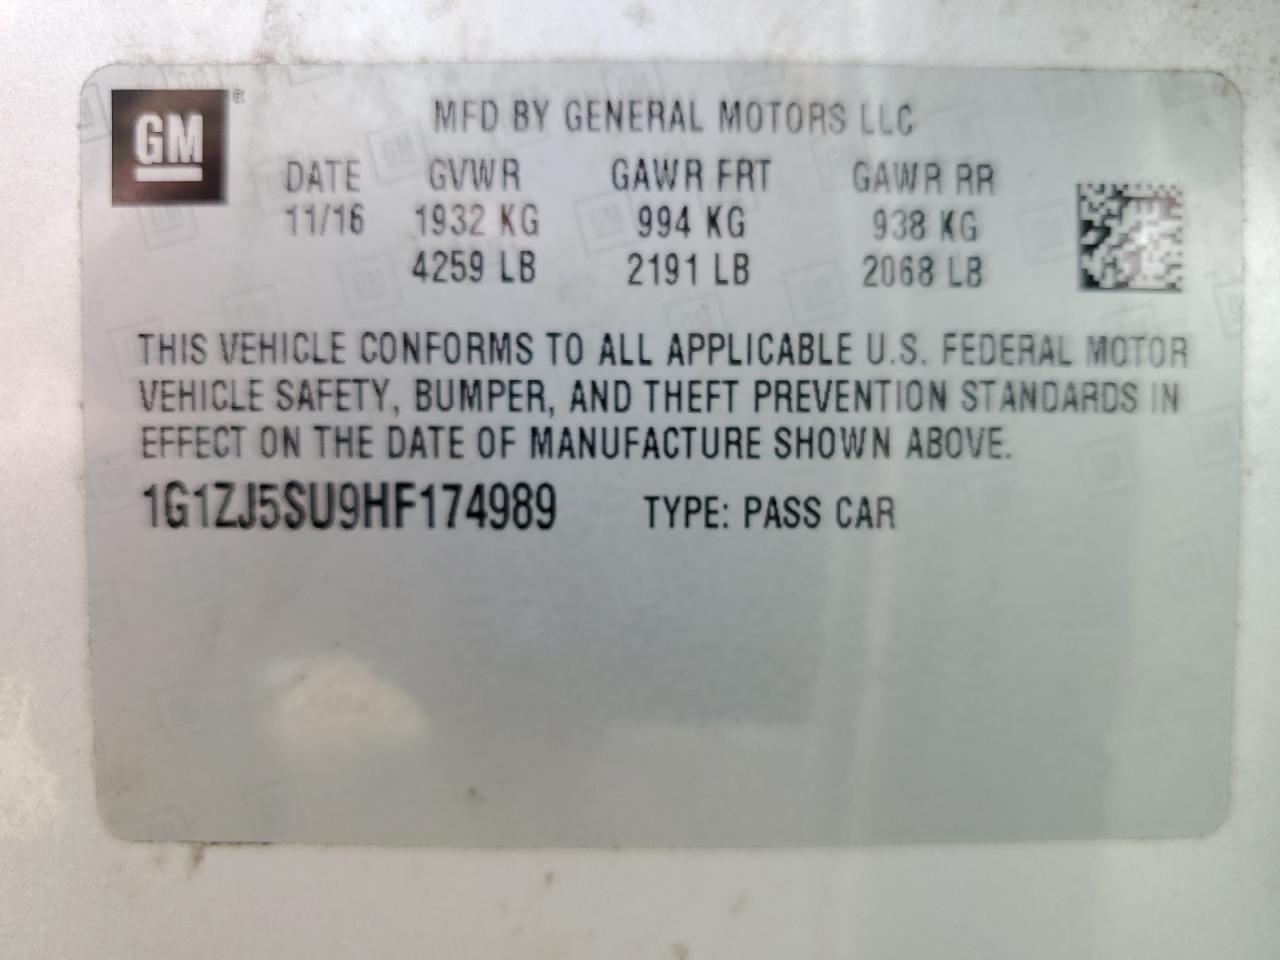 GM ®
MFD BY GENERAL MOTORS LLC
DATE GVWR GAWR FRT GAWR RR
11/16 1932 KG 994 KG 938 KG
4259 LB 2191 LB 2068 LB
THIS VEHICLE CONFORMS TO ALL APPLICABLE U.S. FEDERAL MOTOR
VEHICLE SAFETY, BUMPER, AND THEFT PREVENTION STANDARDS IN
EFFECT ON THE DATE OF MANUFACTURE SHOWN ABOVE.
1G1ZJ5SU9HF174989 TYPE: PASS CAR